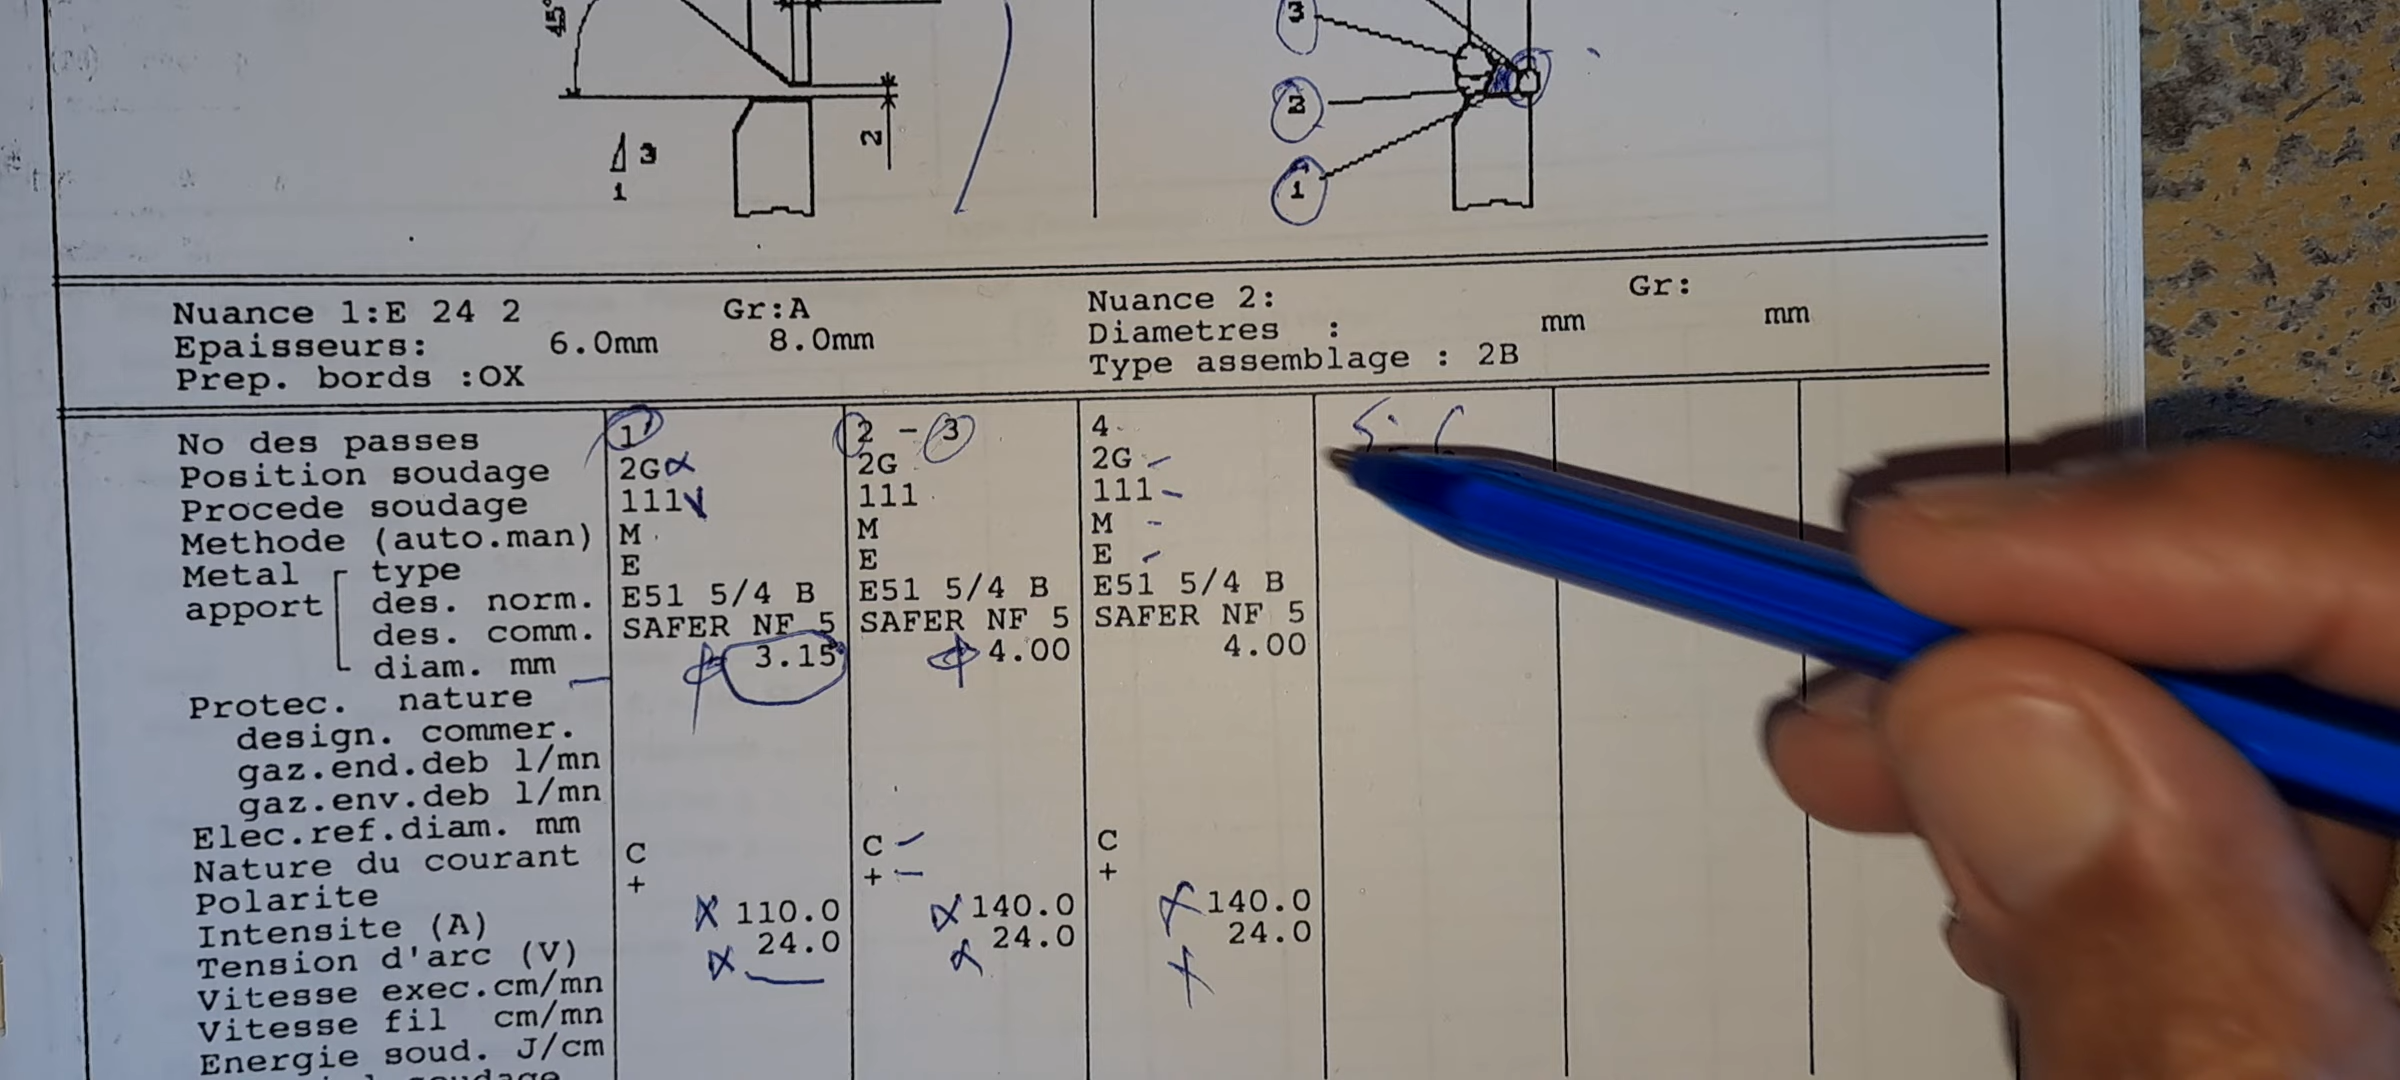 45°
3
3
2
2
3
1
1
Nuance 1:E 24 2 Gr:A Nuance 2: Gr:
Epaisseurs: 6.0mm 8.0mm Diametres : mm mm
Prep. bords :OX Type assemblage : 2B
No des passes 1 2 - 3 4
Position soudage 2G 2G 2G
Procede soudage 111 111 111
Methode (auto.man) M M M
Metal type E E E
apport des. norm. E51 5/4 B E51 5/4 B E51 5/4 B
des. comm. SAFER NF 5 SAFER NF 5 SAFER NF 5
diam. mm 3.15 4.00 4.00
Protec. nature
design. commer.
gaz.end.deb l/mn
gaz.env.deb l/mn
Elec.ref.diam. mm
Nature du courant C C C
Polarite + + +
Intensite (A) 110.0 140.0 140.0
Tension d'arc (V) 24.0 24.0 24.0
Vitesse exec.cm/mn
Vitesse fil cm/mn
Energie soud. J/cm